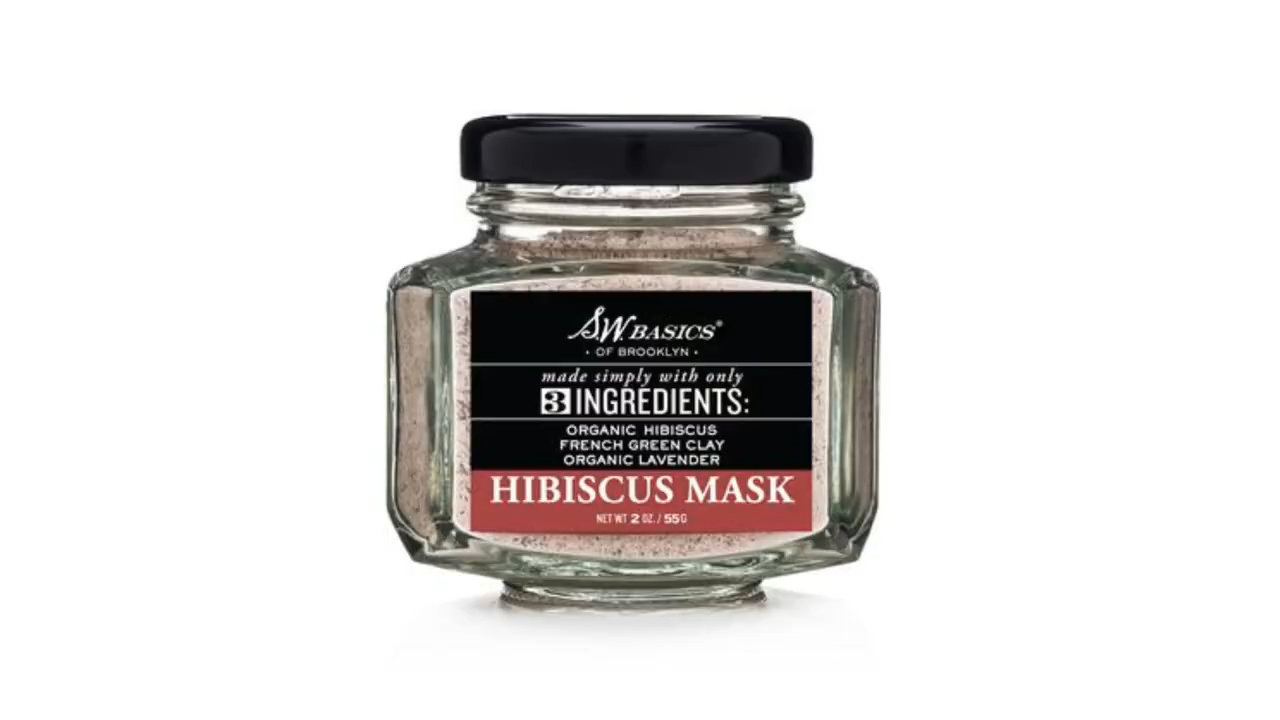 S.W. BASICS®
• OF BROOKLYN •
made simply with only
3 INGREDIENTS:
ORGANIC HIBISCUS
FRENCH GREEN CLAY
ORGANIC LAVENDER
HIBISCUS MASK
NET WT 2 OZ. / 55G